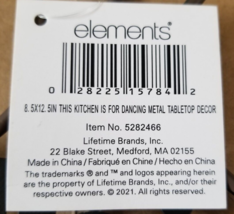 elements
0 28225 15784 2
8.5X12.5IN THIS KITCHEN IS FOR DANCING METAL TABLETOP DECOR
Item No. 5282466
Lifetime Brands, Inc.
22 Blake Street, Medford, MA 02155
Made in China / Fabriqué en Chine / Hecho en China
The trademarks ® and ™ and logos appearing herein
are the property of Lifetime Brands, Inc., and/or their
respective owners. © 2021. All rights reserved.